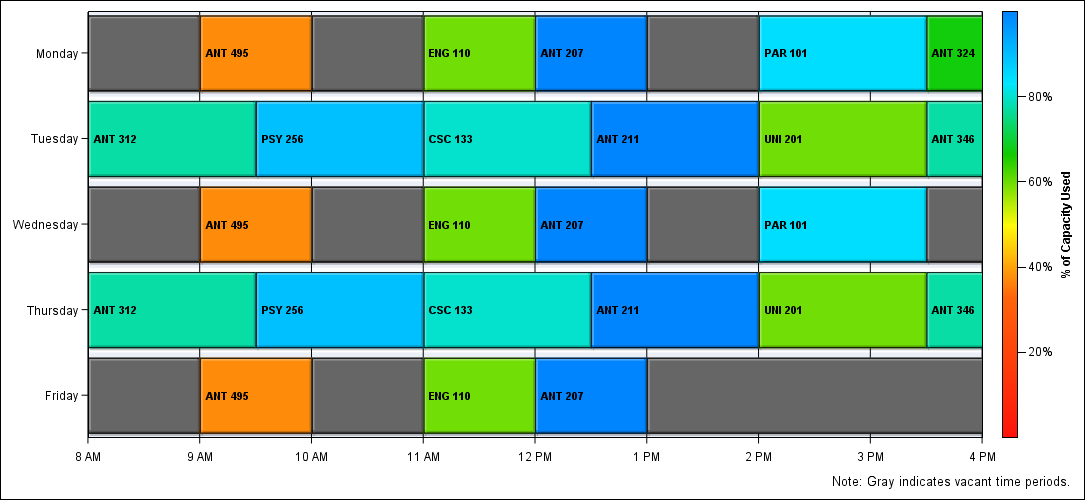 Monday ANT 495 ENG 110 ANT 207 PAR 101 ANT 324
Tuesday ANT 312 PSY 256 CSC 133 ANT 211 UNI 201 ANT 346
Wednesday ANT 495 ENG 110 ANT 207 PAR 101
Thursday ANT 312 PSY 256 CSC 133 ANT 211 UNI 201 ANT 346
Friday ANT 495 ENG 110 ANT 207
8 AM 9 AM 10 AM 11 AM 12 PM 1 PM 2 PM 3 PM 4 PM
80%
60%
40%
20%
% of Capacity Used
Note: Gray indicates vacant time periods.